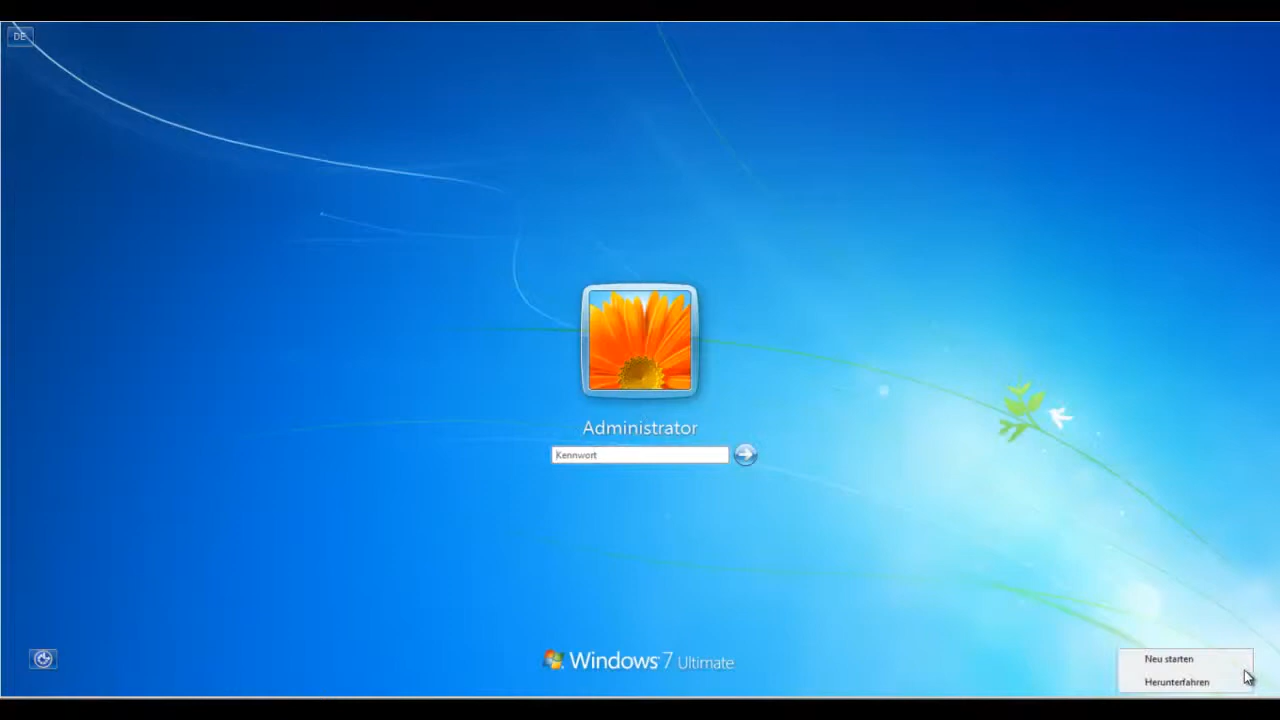 DE
Administrator
Kennwort
Windows 7 Ultimate
Neu starten
Herunterfahren